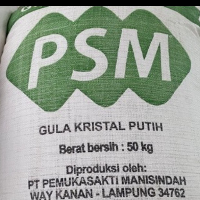 PSM
GULA KRISTAL PUTIH
Berat bersih : 50 kg
Diproduksi oleh:
PT PEMUKASAKTI MANISINDAH
WAY KANAN - LAMPUNG 34762